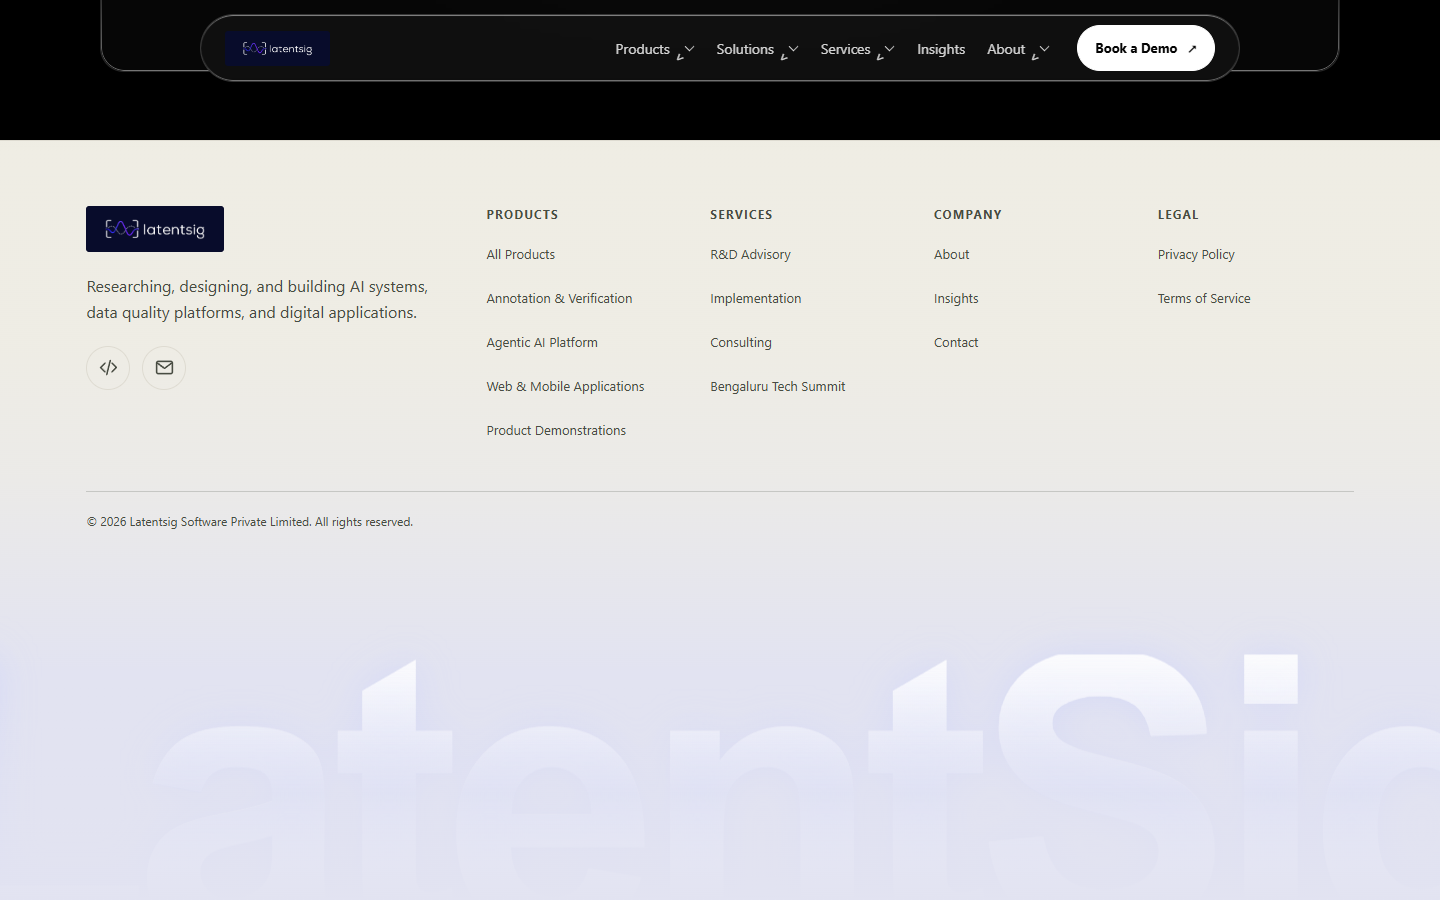 latentsig
Products
Solutions
Services
Insights
About
Book a Demo
latentsig
Researching, designing, and building AI systems,
data quality platforms, and digital applications.
PRODUCTS
All Products
Annotation & Verification
Agentic AI Platform
Web & Mobile Applications
Product Demonstrations
SERVICES
R&D Advisory
Implementation
Consulting
Bengaluru Tech Summit
COMPANY
About
Insights
Contact
LEGAL
Privacy Policy
Terms of Service
© 2026 Latentsig Software Private Limited. All rights reserved.
LatentSig